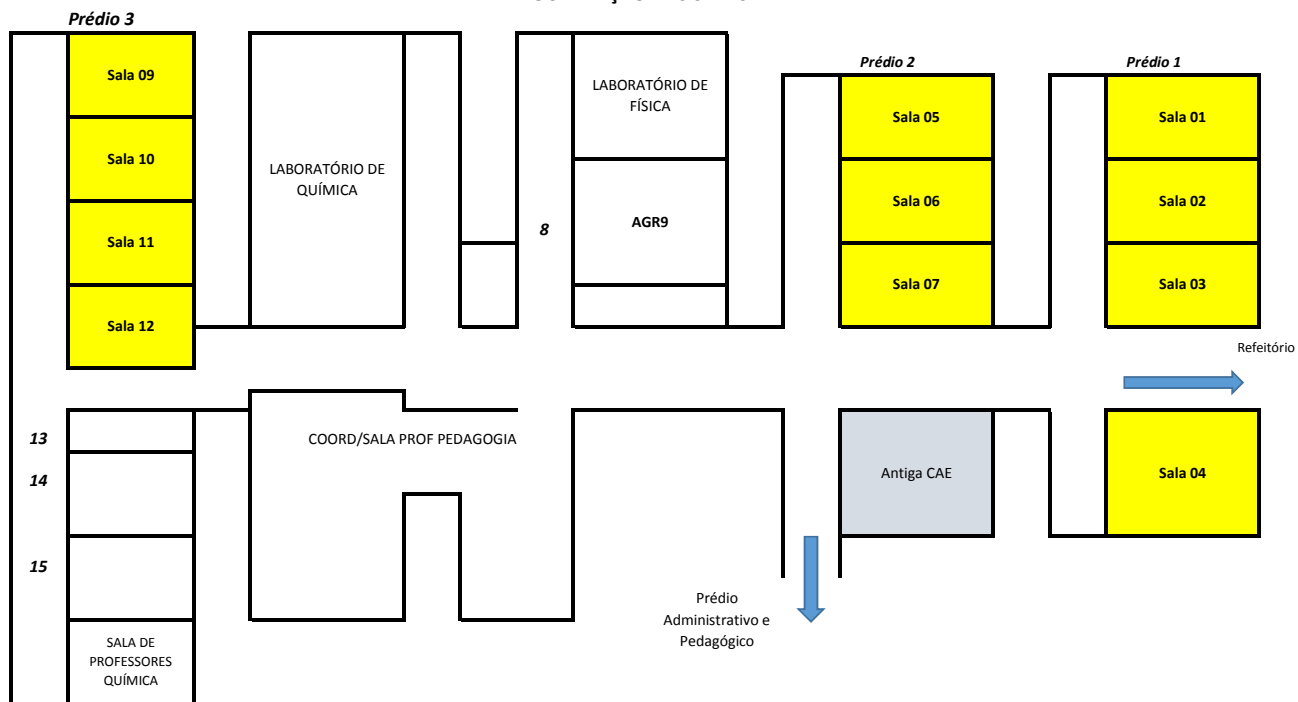 Prédio 3
Sala 09
Sala 10
Sala 11
Sala 12
LABORATÓRIO DE
QUÍMICA
8
LABORATÓRIO DE
FÍSICA
AGR9
Prédio 2
Sala 05
Sala 06
Sala 07
Prédio 1
Sala 01
Sala 02
Sala 03
Refeitório
13
14
15
COORD/SALA PROF PEDAGOGIA
Antiga CAE
Sala 04
Prédio
Administrativo e
Pedagógico
SALA DE
PROFESSORES
QUÍMICA